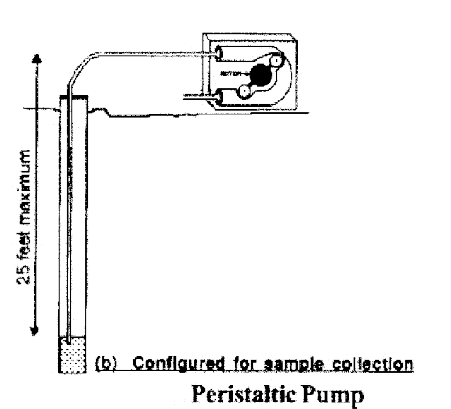 ROTOR
25 feet maximum
(b) Configured for sample collection
Peristaltic Pump